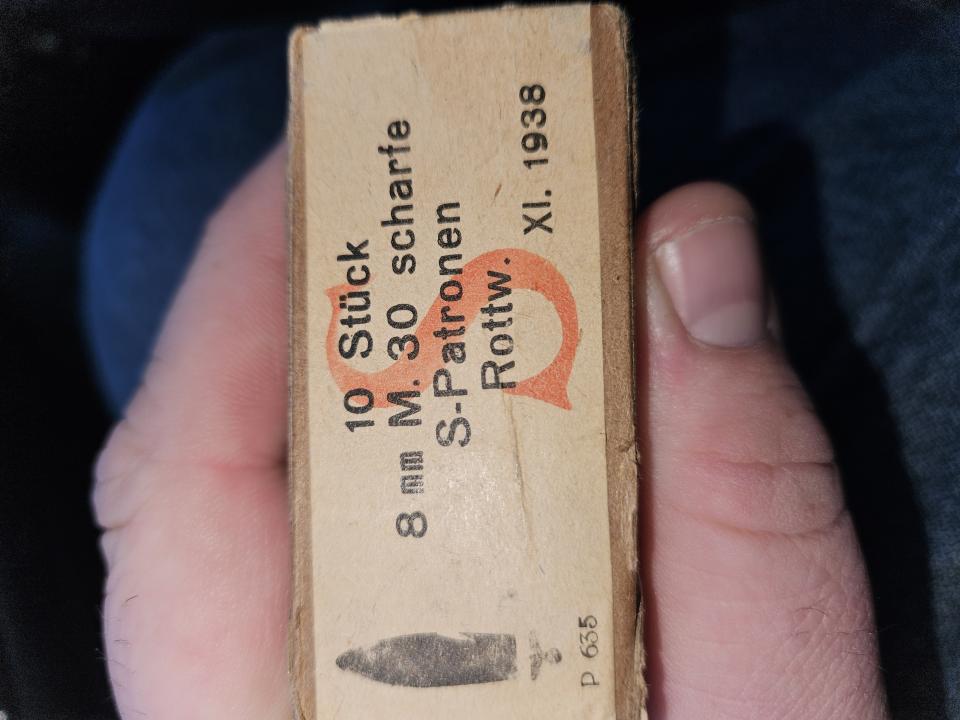 10 Stück
8 mm M. 30 scharfe
S-Patronen
Rottw. XI. 1938
S
P 635